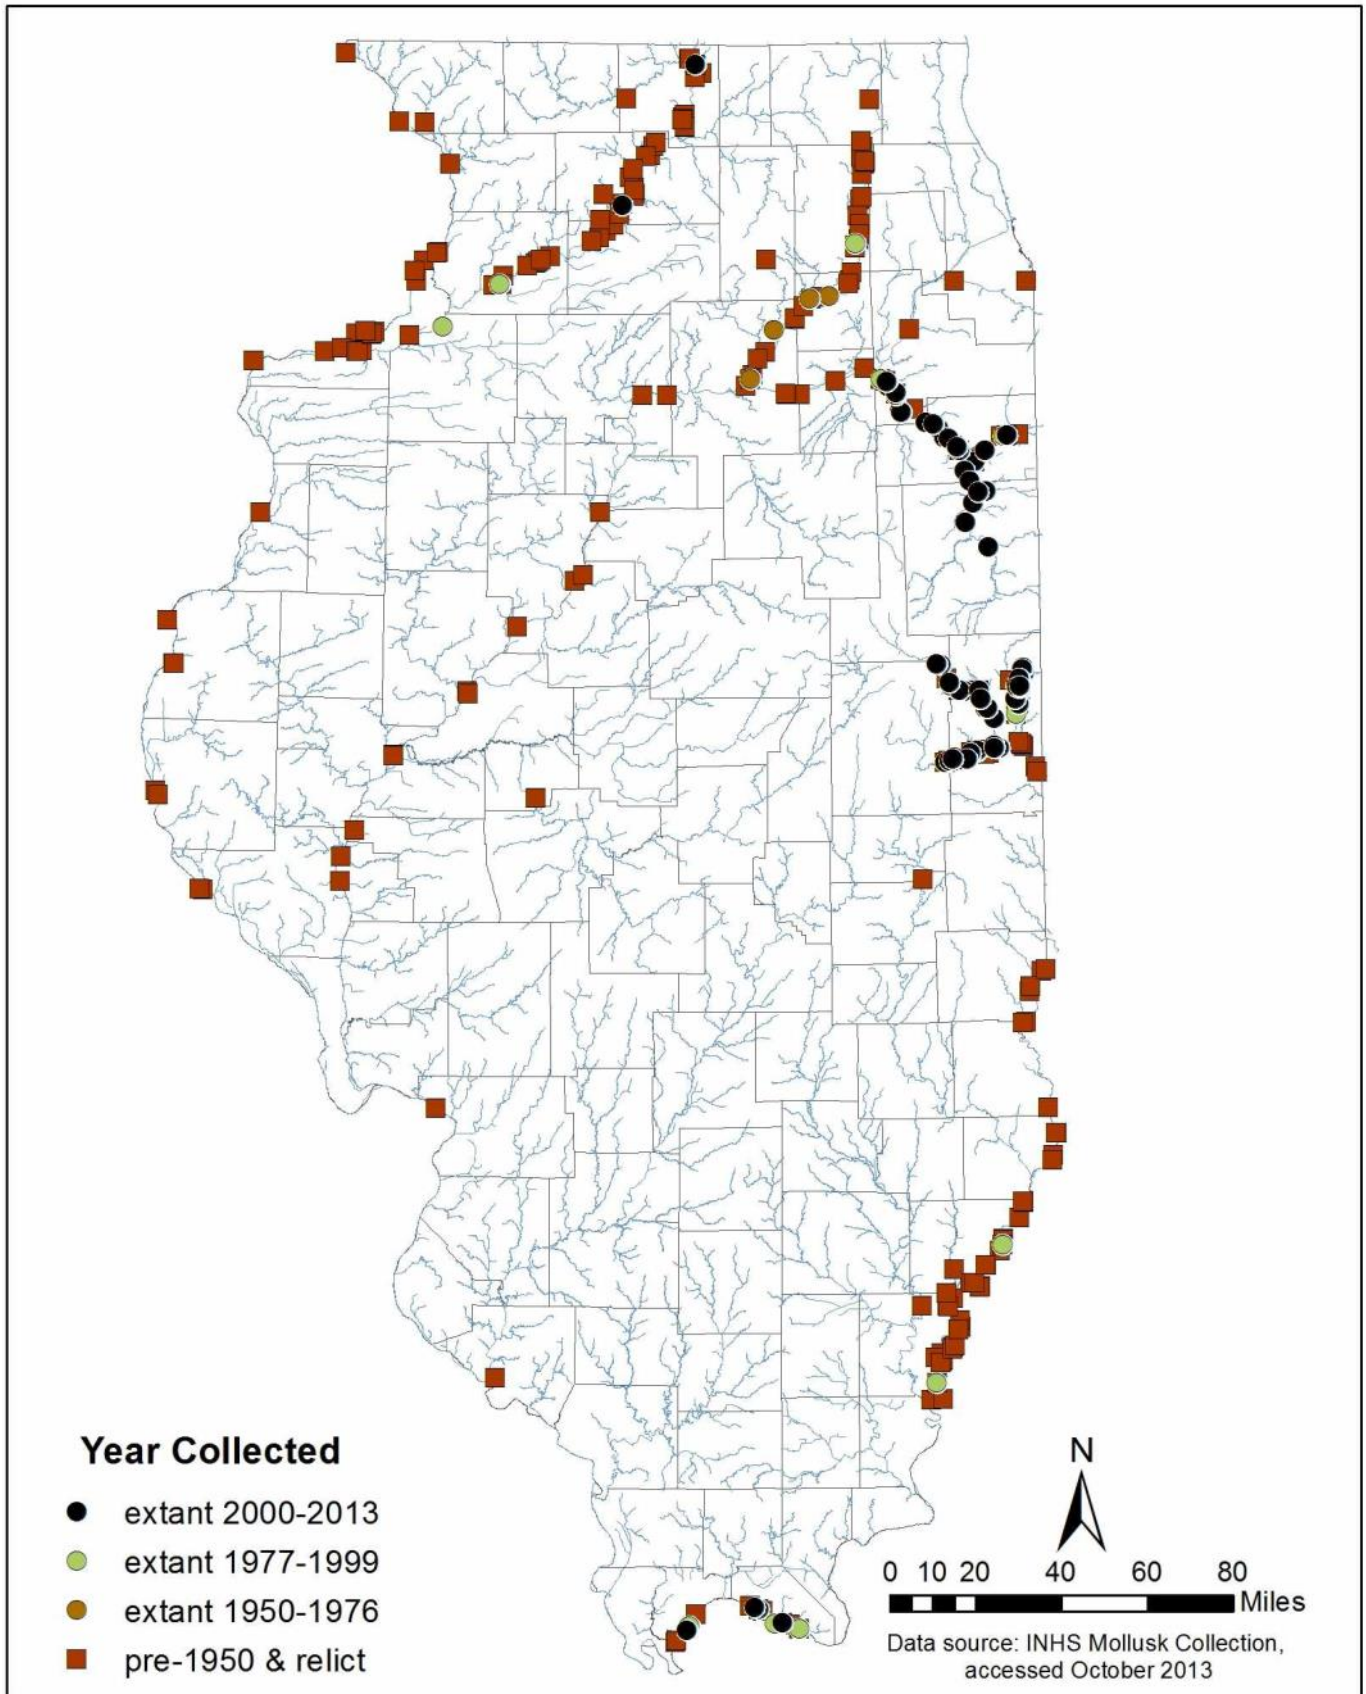 Year Collected
extant 2000-2013
extant 1977-1999
extant 1950-1976
pre-1950 & relict
N
0 10 20 40 60 80
Miles
Data source: INHS Mollusk Collection,
accessed October 2013